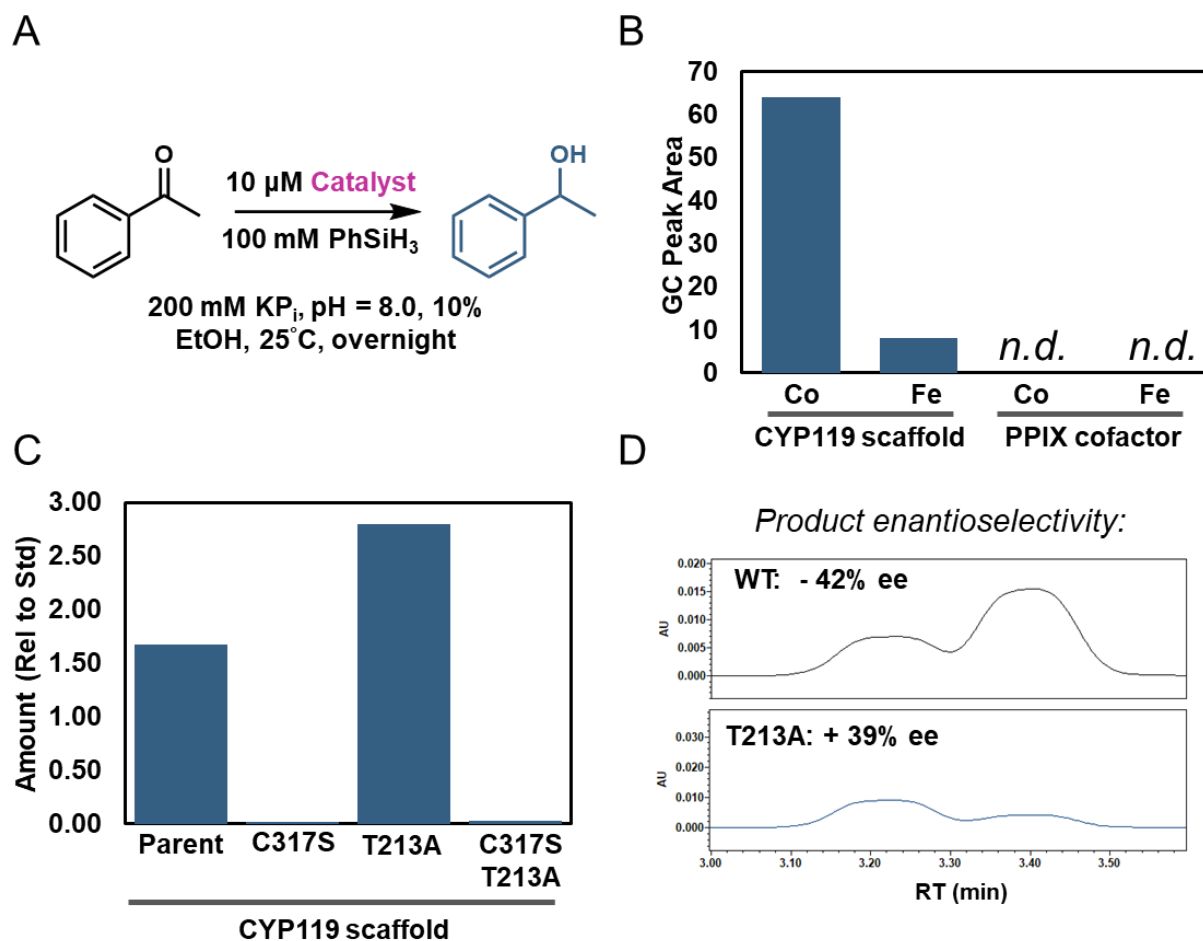 A
O
10 µM Catalyst
100 mM PhSiH₃
OH
200 mM KPᵢ, pH = 8.0, 10%
EtOH, 25°C, overnight
B
GC Peak Area
70
60
50
40
30
20
10
0
n.d. n.d.
Co Fe Co Fe
CYP119 scaffold PPIX cofactor
C
Amount (Rel to Std)
3.00
2.50
2.00
1.50
1.00
0.50
0.00
Parent C317S T213A C317S
T213A
CYP119 scaffold
D
Product enantioselectivity:
WT: - 42% ee
AU
0.020
0.015
0.010
0.005
0.000
T213A: + 39% ee
AU
0.030
0.020
0.010
0.000
3.00 3.10 3.20 3.30 3.40 3.50
RT (min)